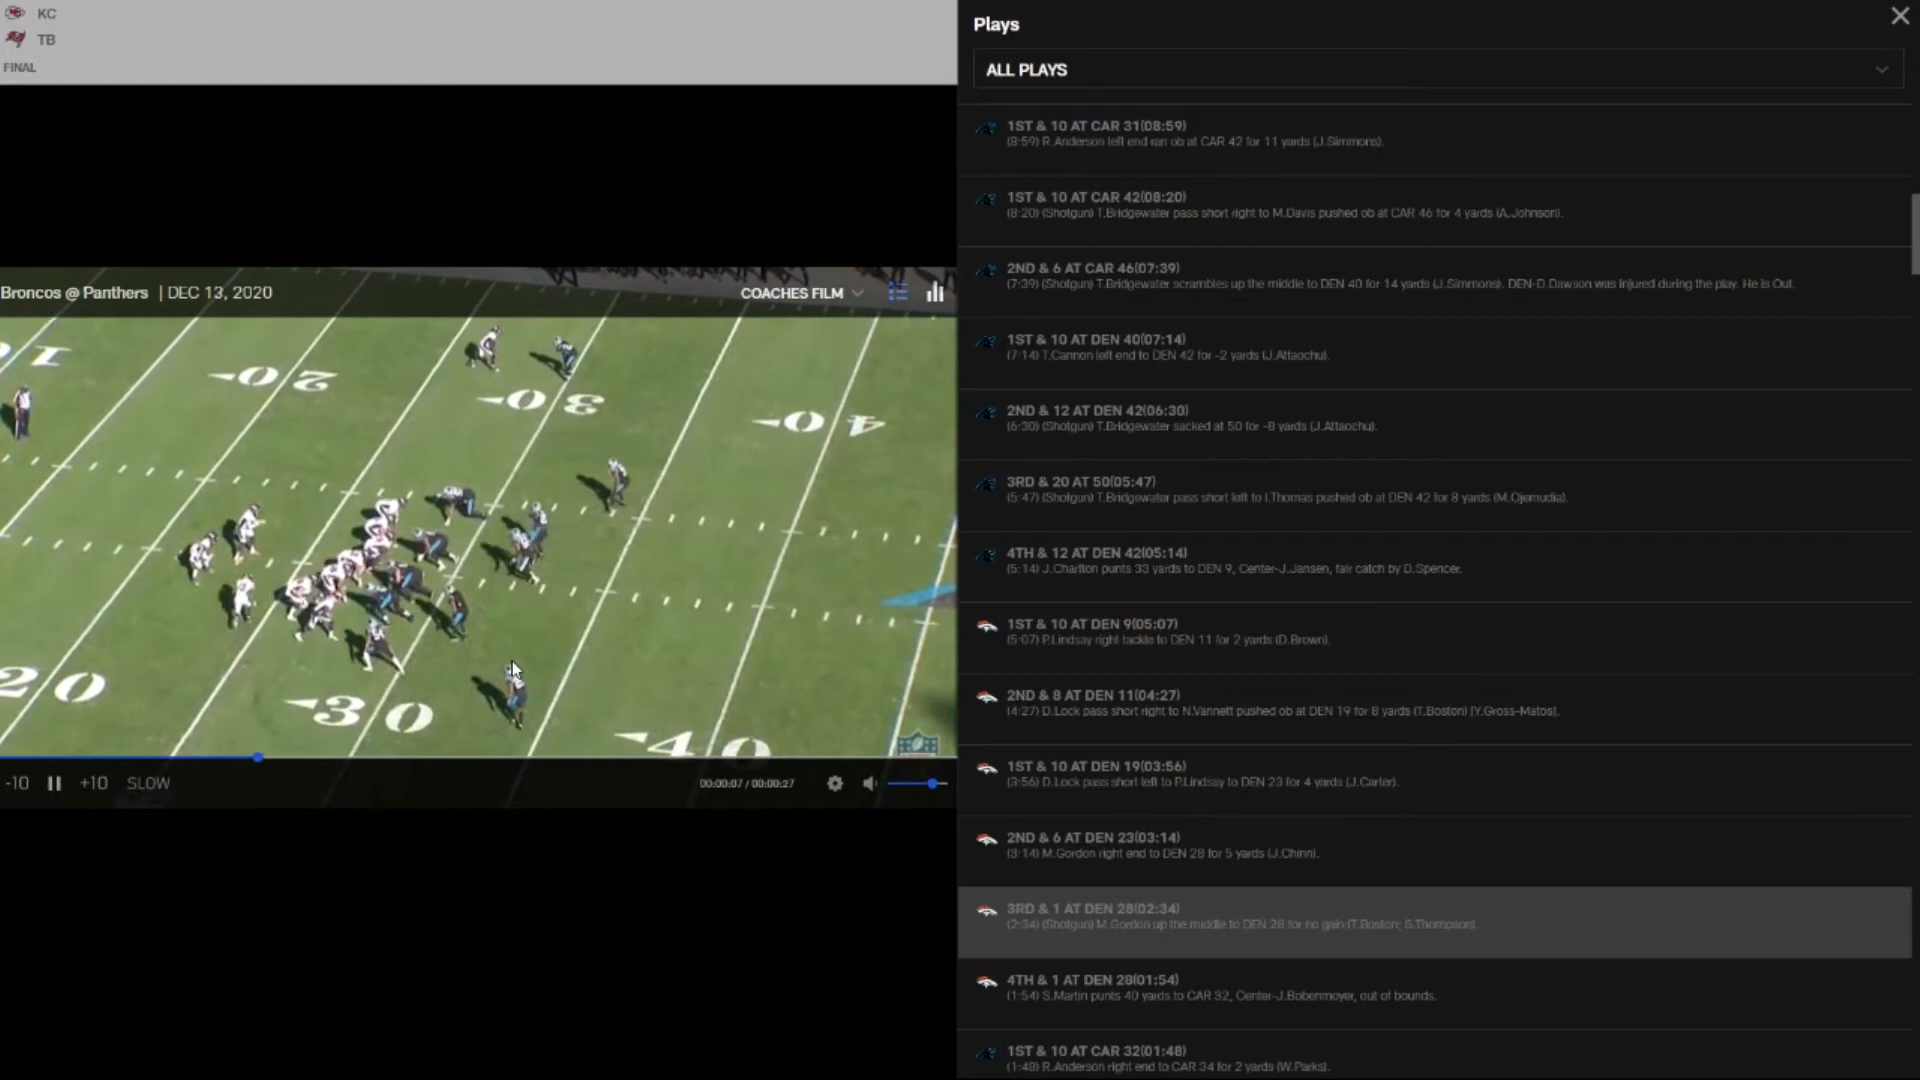 KC
TB
FINAL
Broncos @ Panthers | DEC 13, 2020
COACHES FILM
1
20
30
40
20
30
40
-10
+10
SLOW
00:00:07 / 00:00:27
Plays
ALL PLAYS
1ST & 10 AT CAR 31(08:59)
(8:59) R.Anderson left end ran ob at CAR 42 for 11 yards (J.Simmons).
1ST & 10 AT CAR 42(08:20)
(8:20) (Shotgun) T.Bridgewater pass short right to M.Davis pushed ob at CAR 46 for 4 yards (A.Johnson).
2ND & 6 AT CAR 46(07:39)
(7:39) (Shotgun) T.Bridgewater scrambles up the middle to DEN 40 for 14 yards (J.Simmons). DEN-D.Dawson was injured during the play. He is Out.
1ST & 10 AT DEN 40(07:14)
(7:14) T.Cannon left end to DEN 42 for -2 yards (J.Attaochu).
2ND & 12 AT DEN 42(06:30)
(6:30) (Shotgun) T.Bridgewater sacked at 50 for -8 yards (J.Attaochu).
3RD & 20 AT 50(05:47)
(5:47) (Shotgun) T.Bridgewater pass short left to I.Thomas pushed ob at DEN 42 for 8 yards (M.Ojemudia).
4TH & 12 AT DEN 42(05:14)
(5:14) J.Charlton punts 33 yards to DEN 9, Center-J.Jansen, fair catch by D.Spencer.
1ST & 10 AT DEN 9(05:07)
(5:07) P.Lindsay right tackle to DEN 11 for 2 yards (D.Brown).
2ND & 8 AT DEN 11(04:27)
(4:27) D.Lock pass short right to N.Vannett pushed ob at DEN 19 for 8 yards (T.Boston) [Y.Gross-Matos].
1ST & 10 AT DEN 19(03:56)
(3:56) D.Lock pass short left to P.Lindsay to DEN 23 for 4 yards (J.Carter).
2ND & 6 AT DEN 23(03:14)
(3:14) M.Gordon right end to DEN 28 for 5 yards (J.Chinn).
3RD & 1 AT DEN 28(02:34)
(2:34) (Shotgun) M.Gordon up the middle to DEN 28 for no gain (T.Boston; S.Thompson).
4TH & 1 AT DEN 28(01:54)
(1:54) S.Martin punts 40 yards to CAR 32, Center-J.Bobenmoyer, out of bounds.
1ST & 10 AT CAR 32(01:48)
(1:48) R.Anderson right end to CAR 34 for 2 yards (W.Parks).